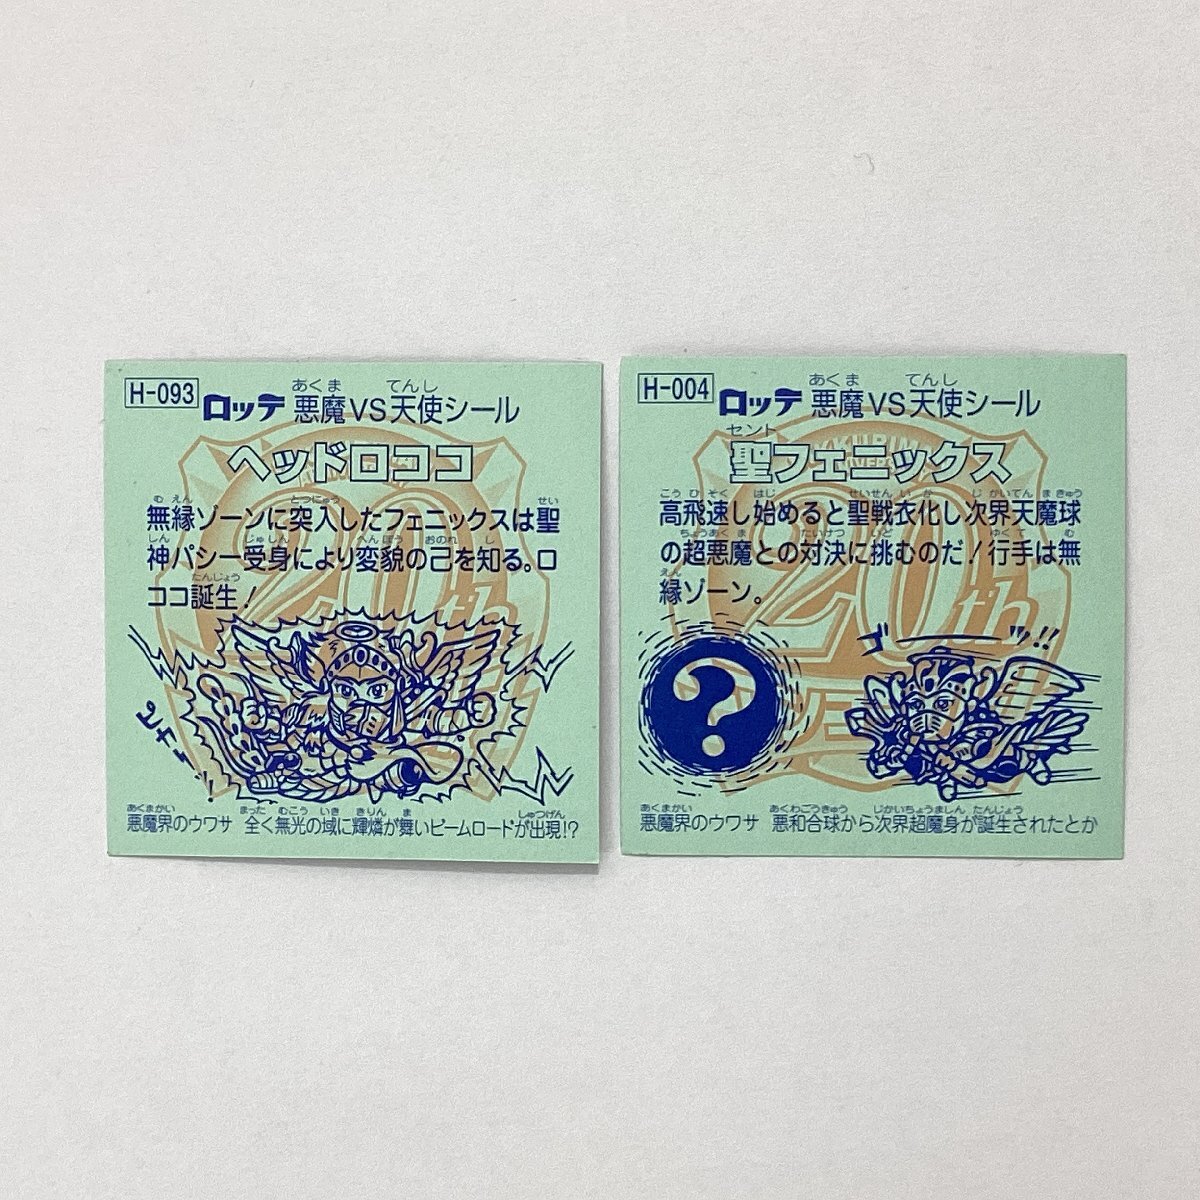 H-093
ロッテ 悪魔VS天使シール
あくま てんし
ヘッドロココ
むえん とつにゅう せい
無縁ゾーンに突入したフェニックスは聖
しん じゅしん へんぼう おのれ し
神パシー受身により変貌の己を知る。ロ
たんじょう
ココ誕生!
あくまかい まった むこう いき きりん ま しゅつげん
悪魔界のウワサ 全く無光の域に輝燐が舞いビームロードが出現!?
H-004
ロッテ 悪魔VS天使シール
あくま てんし
セント
聖フェニックス
こうひそく はじ せいせんいか じかいてんまきゅう
高飛速し始めると聖戦衣化し次界天魔球
ちょうあくま たいけつ いど ゆくて む
の超悪魔との対決に挑むのだ!行手は無
えん
縁ゾーン。
ゴ ッ!!
あくまかい あくわごうきゅう じかいちょうましん たんじょう
悪魔界のウワサ 悪和合球から次界超魔身が誕生されたとか
20th
20th